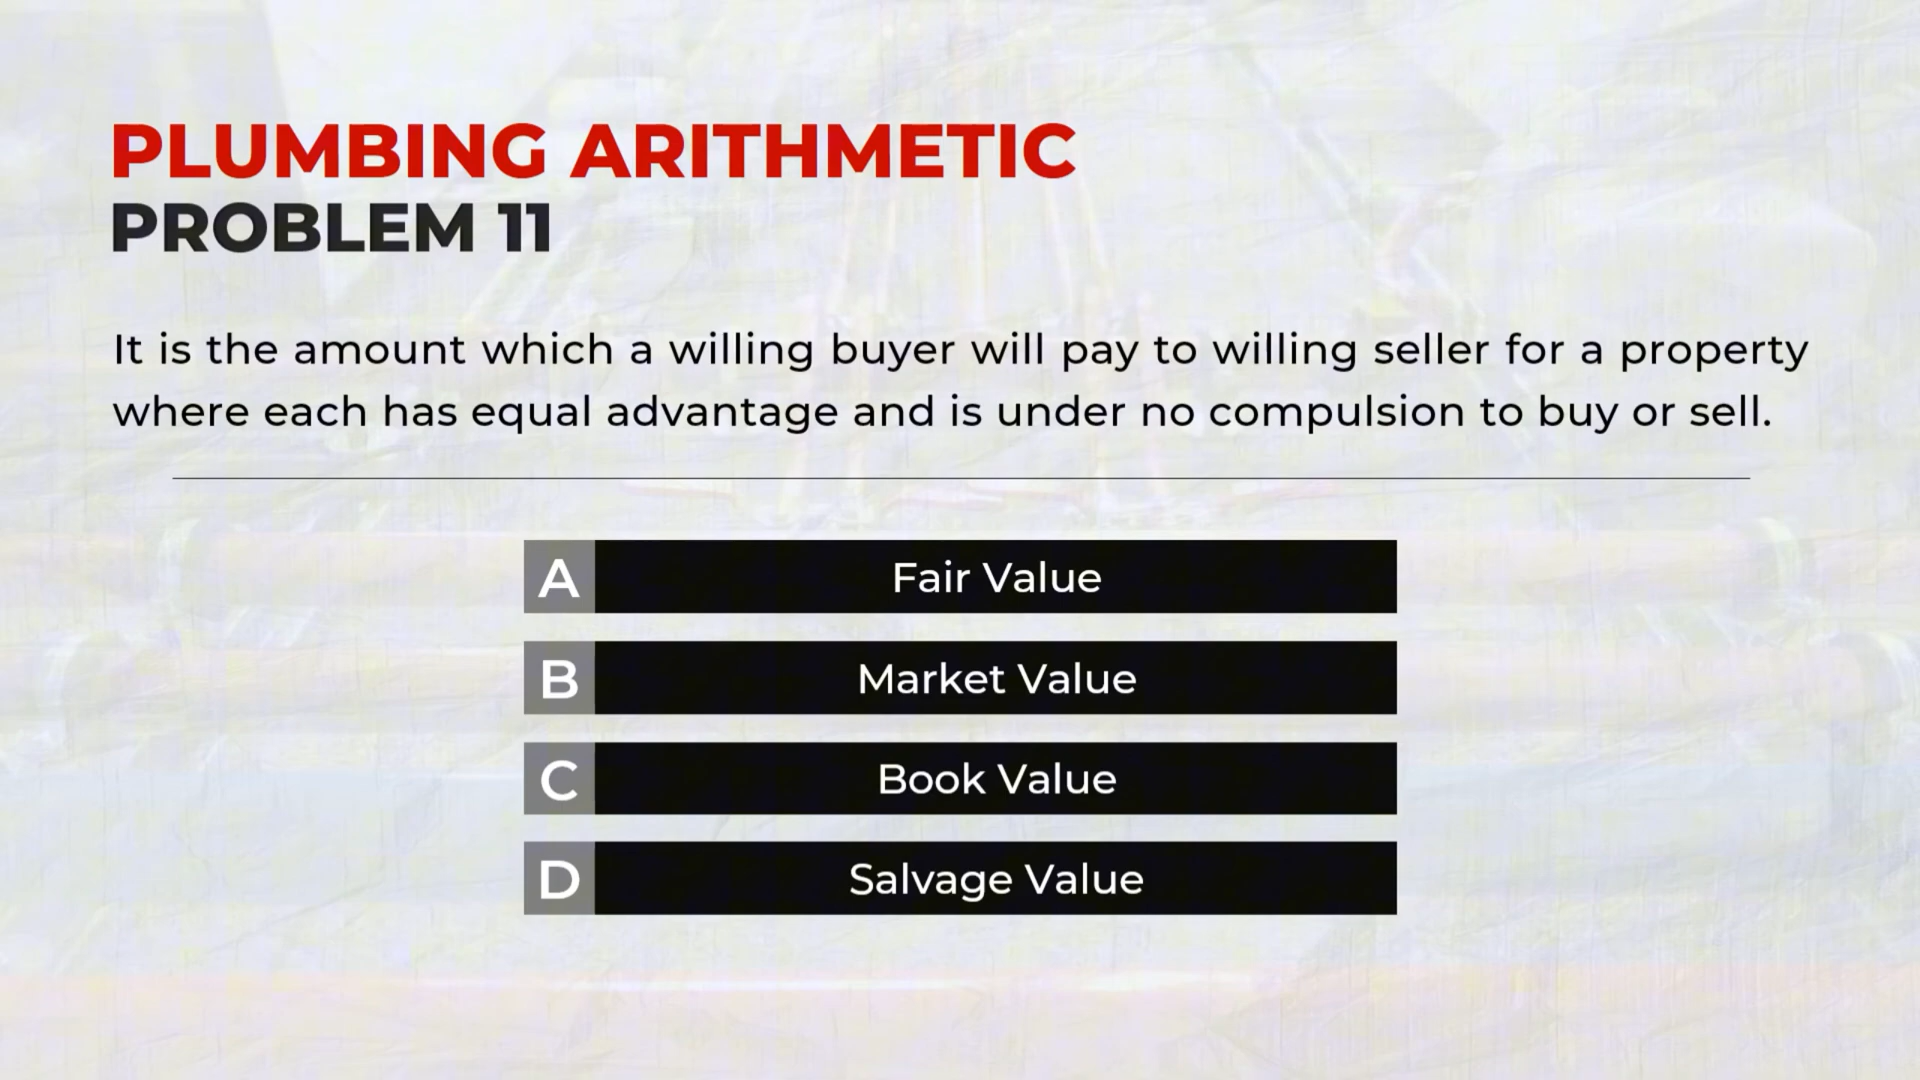 PLUMBING ARITHMETIC
PROBLEM 11
It is the amount which a willing buyer will pay to willing seller for a property
where each has equal advantage and is under no compulsion to buy or sell.
A Fair Value
B Market Value
C Book Value
D Salvage Value